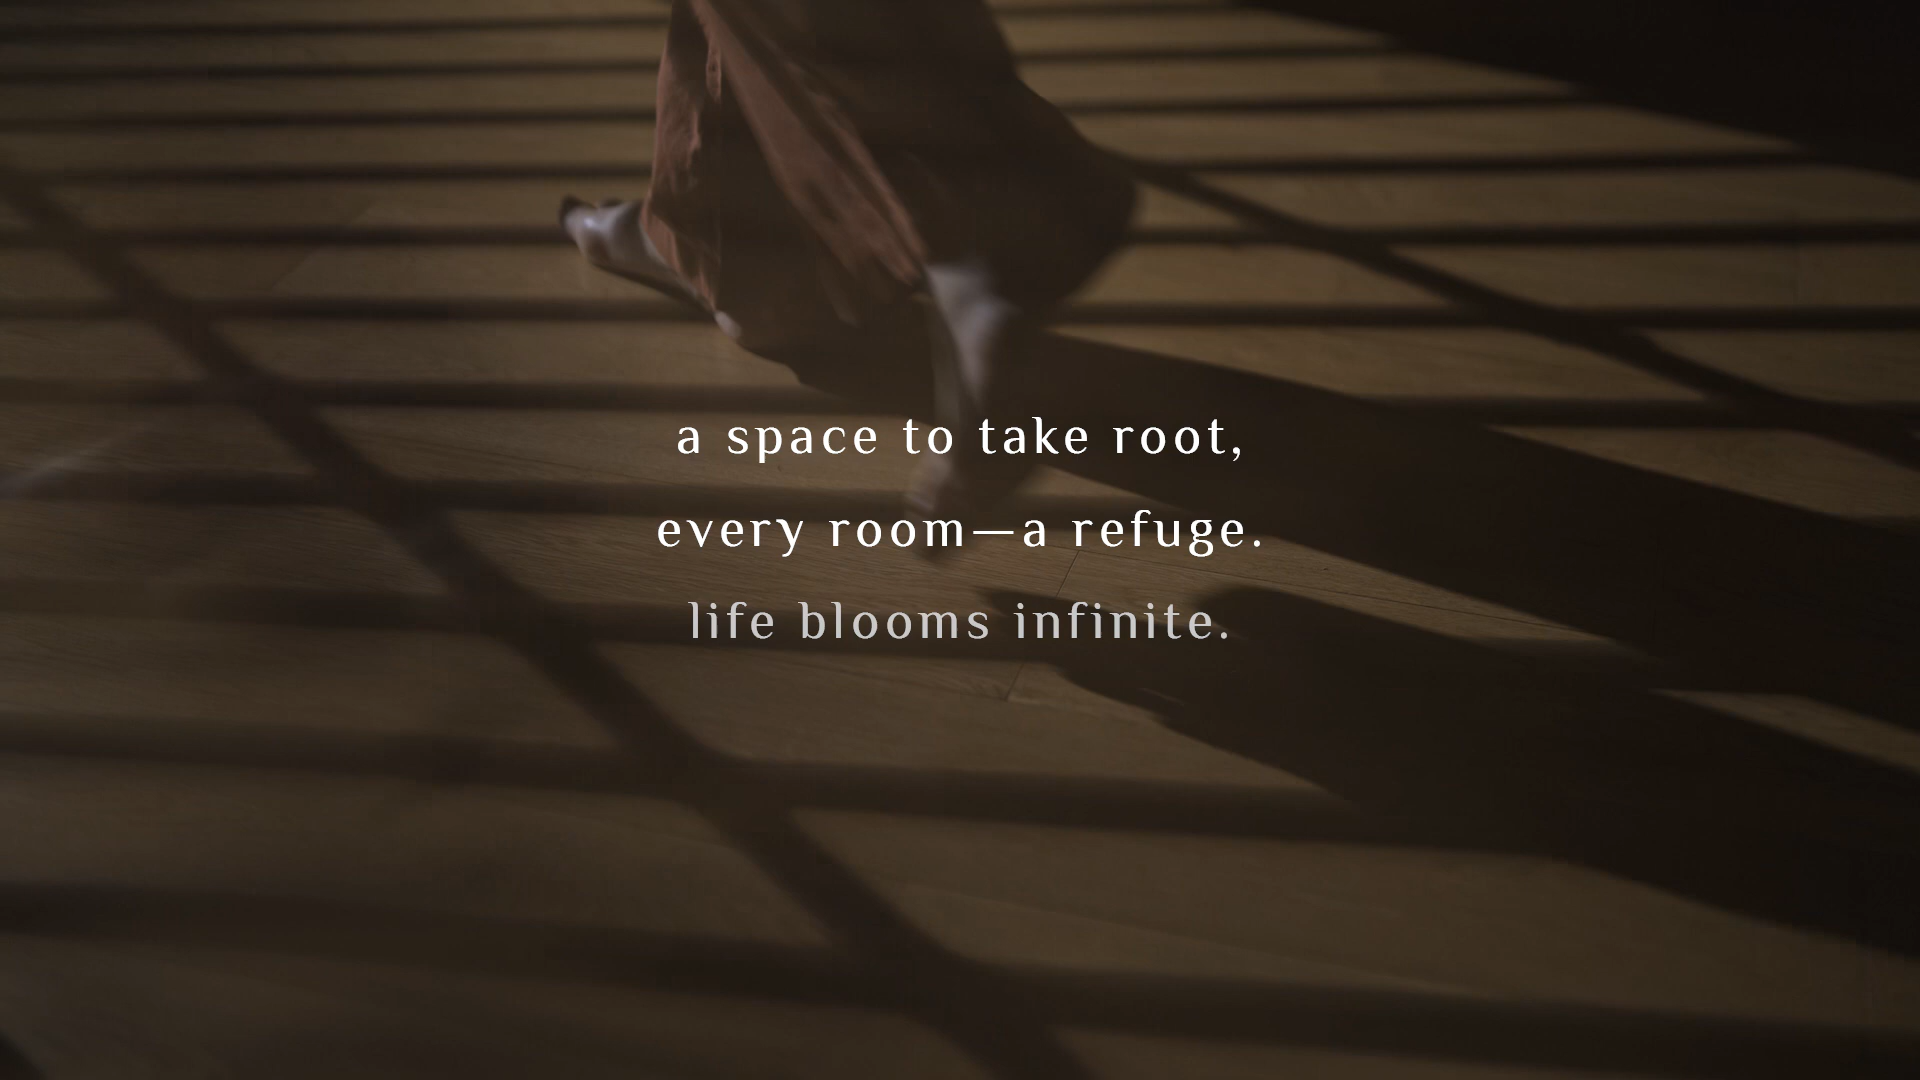 a space to take root,
every room—a refuge.
life blooms infinite.